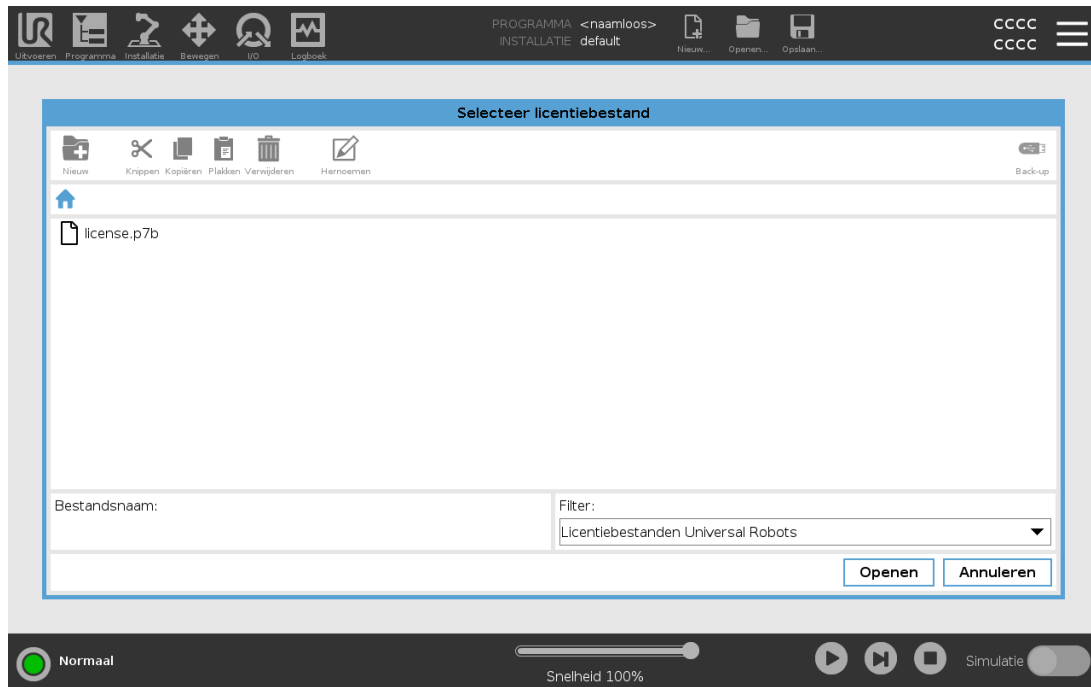 PROGRAMMA <naamloos>
INSTALLATIE default
Uitvoeren Programma Installatie Bewegen I/O Logboek
Nieuw... Openen... Opslaan...
CCCC
CCCC
Selecteer licentiebestand
Nieuw Knippen Kopiëren Plakken Verwijderen Hernoemen Back-up
license.p7b
Bestandsnaam:
Filter:
Licentiebestanden Universal Robots
Openen Annuleren
Normaal
Snelheid 100%
Simulatie